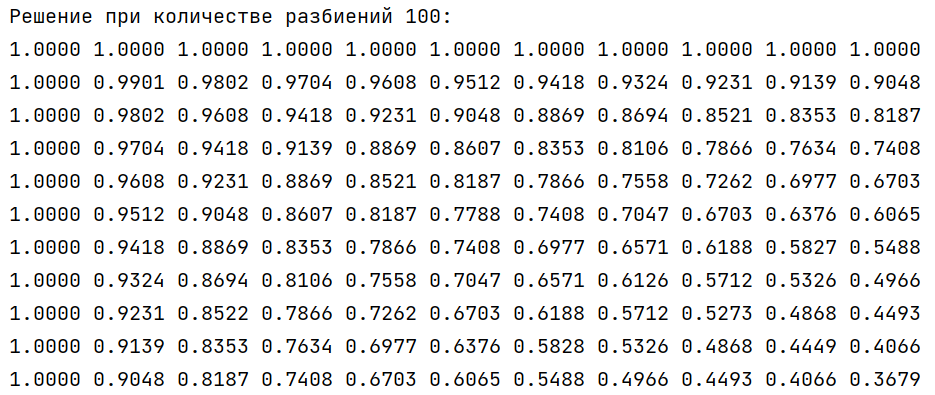 Решение при количестве разбиений 100:
1.0000 1.0000 1.0000 1.0000 1.0000 1.0000 1.0000 1.0000 1.0000 1.0000 1.0000
1.0000 0.9901 0.9802 0.9704 0.9608 0.9512 0.9418 0.9324 0.9231 0.9139 0.9048
1.0000 0.9802 0.9608 0.9418 0.9231 0.9048 0.8869 0.8694 0.8521 0.8353 0.8187
1.0000 0.9704 0.9418 0.9139 0.8869 0.8607 0.8353 0.8106 0.7866 0.7634 0.7408
1.0000 0.9608 0.9231 0.8869 0.8521 0.8187 0.7866 0.7558 0.7262 0.6977 0.6703
1.0000 0.9512 0.9048 0.8607 0.8187 0.7788 0.7408 0.7047 0.6703 0.6376 0.6065
1.0000 0.9418 0.8869 0.8353 0.7866 0.7408 0.6977 0.6571 0.6188 0.5827 0.5488
1.0000 0.9324 0.8694 0.8106 0.7558 0.7047 0.6571 0.6126 0.5712 0.5326 0.4966
1.0000 0.9231 0.8522 0.7866 0.7262 0.6703 0.6188 0.5712 0.5273 0.4868 0.4493
1.0000 0.9139 0.8353 0.7634 0.6977 0.6376 0.5828 0.5326 0.4868 0.4449 0.4066
1.0000 0.9048 0.8187 0.7408 0.6703 0.6065 0.5488 0.4966 0.4493 0.4066 0.3679